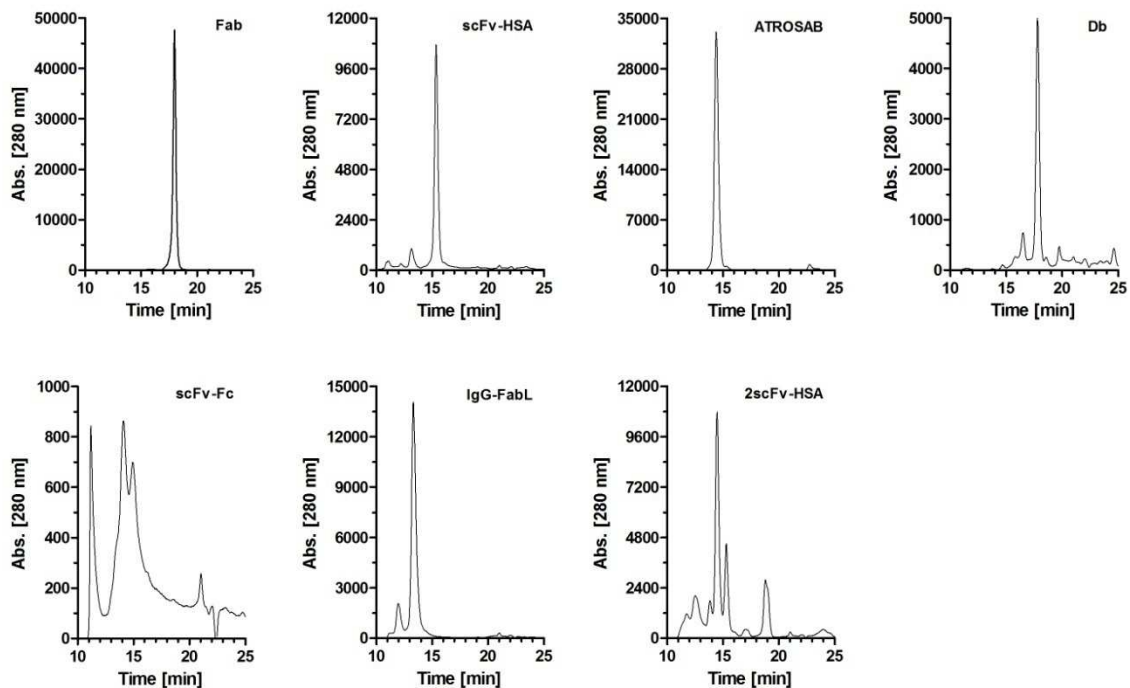 Fab
50000
40000
30000
20000
10000
0
Abs. [280 nm]
10 15 20 25
Time [min]
scFv-HSA
12000
9600
7200
4800
2400
0
Abs. [280 nm]
10 15 20 25
Time [min]
ATROSAB
35000
28000
21000
14000
7000
0
Abs. [280 nm]
10 15 20 25
Time [min]
Db
5000
4000
3000
2000
1000
0
Abs. [280 nm]
10 15 20 25
Time [min]
scFv-Fc
1000
800
600
400
200
0
Abs. [280 nm]
10 15 20 25
Time [min]
IgG-FabL
15000
12000
9000
6000
3000
0
Abs. [280 nm]
10 15 20 25
Time [min]
2scFv-HSA
12000
9600
7200
4800
2400
0
Abs. [280 nm]
10 15 20 25
Time [min]